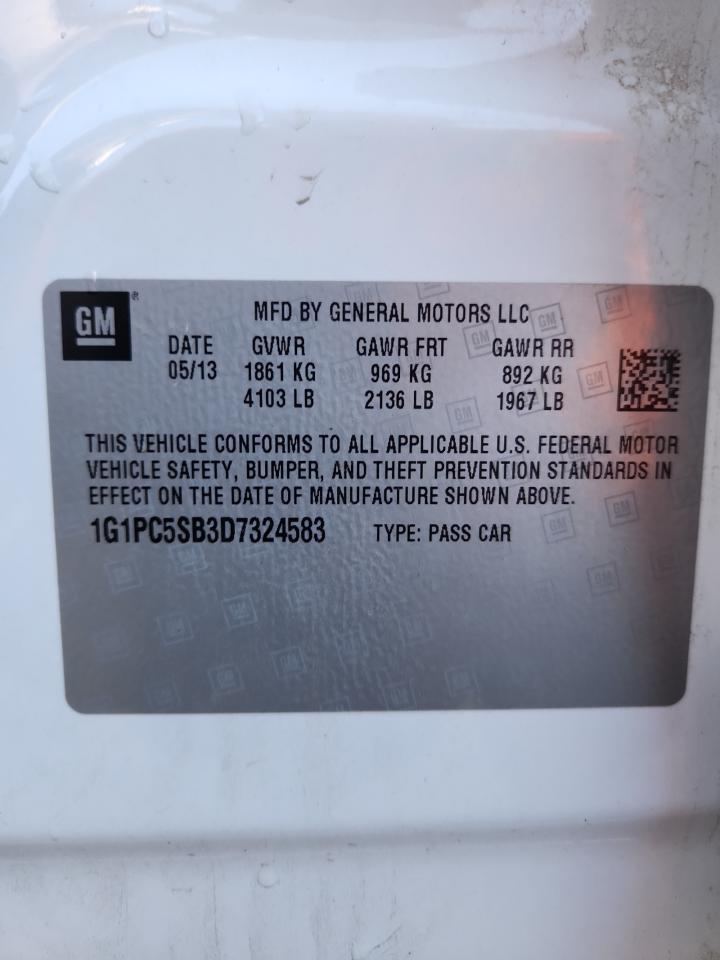 GM ®
MFD BY GENERAL MOTORS LLC
DATE GVWR GAWR FRT GAWR RR
05/13 1861 KG 969 KG 892 KG
4103 LB 2136 LB 1967 LB
THIS VEHICLE CONFORMS TO ALL APPLICABLE U.S. FEDERAL MOTOR
VEHICLE SAFETY, BUMPER, AND THEFT PREVENTION STANDARDS IN
EFFECT ON THE DATE OF MANUFACTURE SHOWN ABOVE.
1G1PC5SB3D7324583 TYPE: PASS CAR